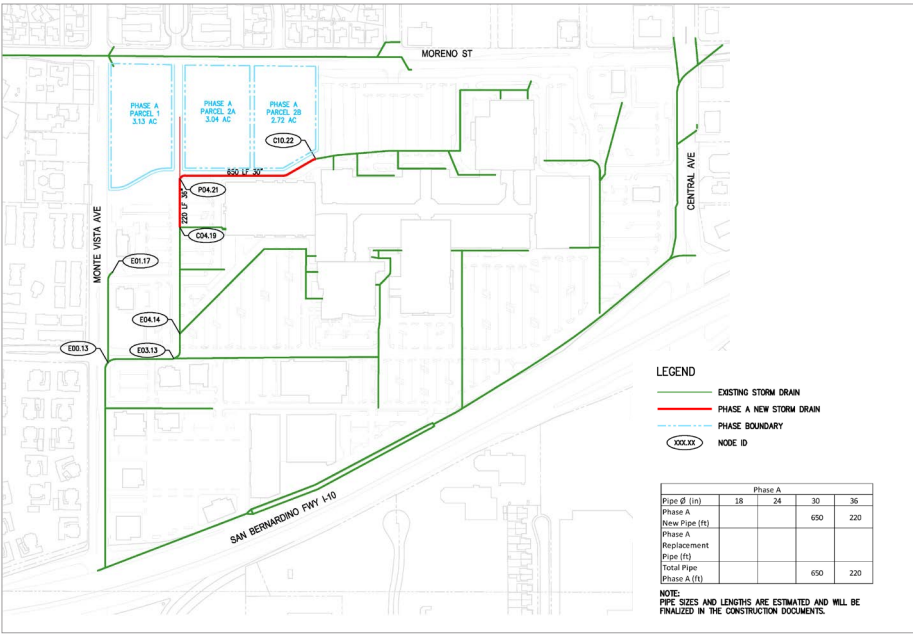 MORENO ST
PHASE A
PARCEL 1
3.13 AC
PHASE A
PARCEL 2A
3.04 AC
PHASE A
PARCEL 2B
2.72 AC
C10.22
650 LF 30"
P04.21
220 LF 36"
C04.19
MONTE VISTA AVE
CENTRAL AVE
E01.17
E04.14
E00.13
E03.13
SAN BERNARDINO FWY I-10
LEGEND
EXISTING STORM DRAIN
PHASE A NEW STORM DRAIN
PHASE BOUNDARY
XXX.XX NODE ID
Phase A
Pipe Ø (in) 18 24 30 36
Phase A
New Pipe (ft) 650 220
Phase A
Replacement
Pipe (ft)
Total Pipe
Phase A (ft) 650 220
NOTE:
PIPE SIZES AND LENGTHS ARE ESTIMATED AND WILL BE
FINALIZED IN THE CONSTRUCTION DOCUMENTS.